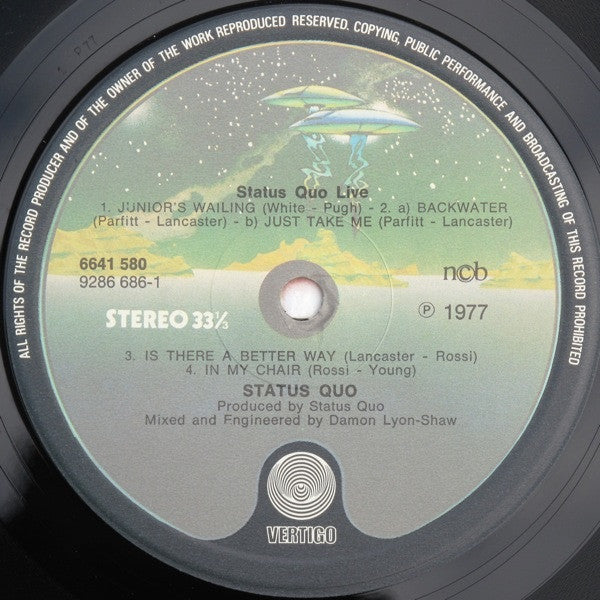 ALL RIGHTS OF THE RECORD PRODUCER AND OF THE OWNER OF THE WORK REPRODUCED RESERVED. COPYING, PUBLIC PERFORMANCE AND BROADCASTING OF THIS RECORD PROHIBITED
Status Quo Live
1. JUNIOR'S WAILING (White - Pugh) - 2. a) BACKWATER
(Parfitt - Lancaster) - b) JUST TAKE ME (Parfitt - Lancaster)
6641 580
9286 686-1
ncb
STEREO 33⅓
℗ 1977
3. IS THERE A BETTER WAY (Lancaster - Rossi)
4. IN MY CHAIR (Rossi - Young)
STATUS QUO
Produced by Status Quo
Mixed and Fngineered by Damon Lyon-Shaw
VERTIGO